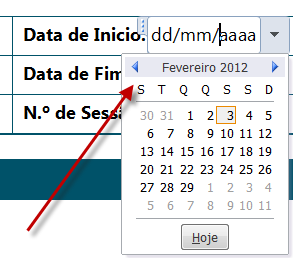 Data de Inicio. dd/mm/aaaa
Data de Fim
Fevereiro 2012
N.º de Sessã
S T Q Q S S D
30 31 1 2 3 4 5
6 7 8 9 10 11 12
13 14 15 16 17 18 19
20 21 22 23 24 25 26
27 28 29 1 2 3 4
5 6 7 8 9 10 11
Hoje